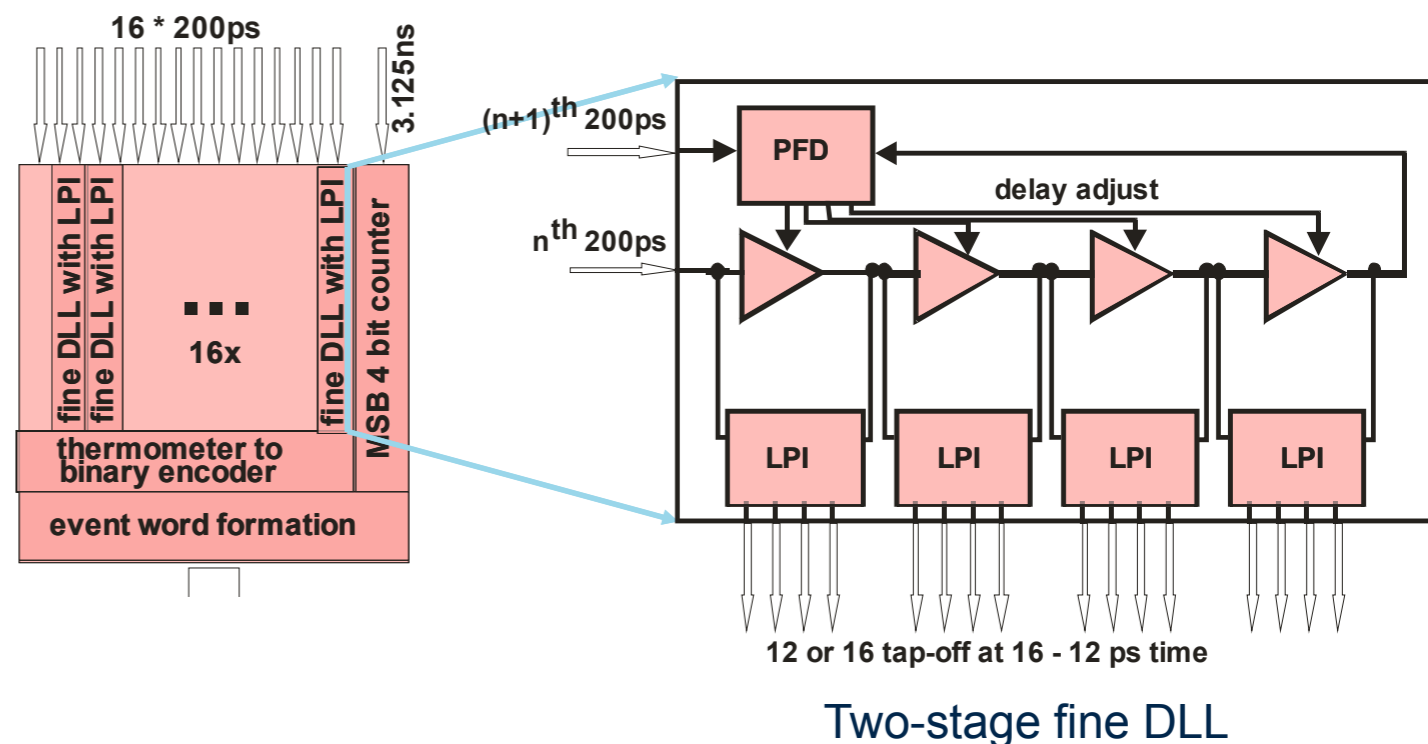 16 * 200ps
3.125ns
fine DLL with LPI
fine DLL with LPI
16x
fine DLL with LPI
MSB 4 bit counter
thermometer to
binary encoder
event word formation
(n+1)th 200ps
PFD
delay adjust
nth 200ps
LPI
LPI
LPI
LPI
12 or 16 tap-off at 16 - 12 ps time
Two-stage fine DLL